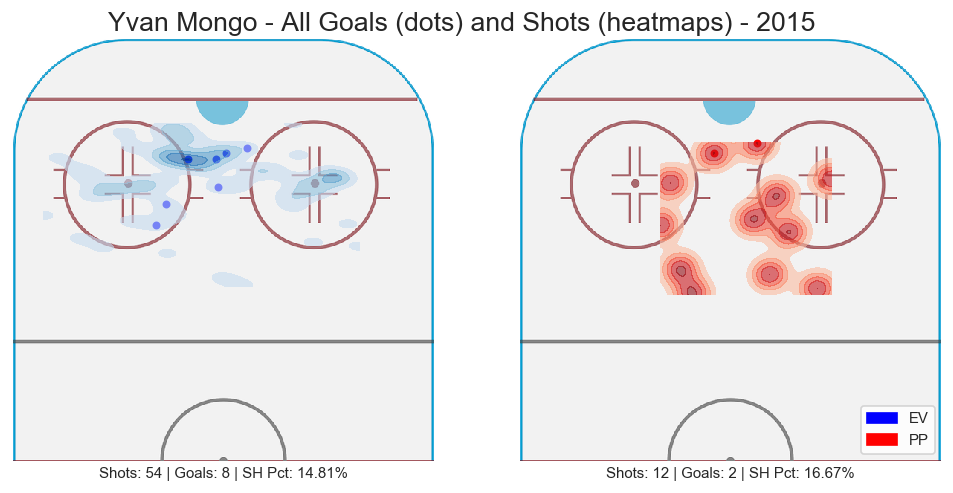 Yvan Mongo - All Goals (dots) and Shots (heatmaps) - 2015
EV
PP
Shots: 54 | Goals: 8 | SH Pct: 14.81%
Shots: 12 | Goals: 2 | SH Pct: 16.67%